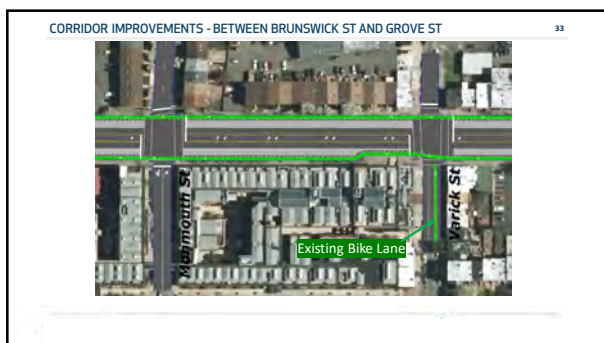 CORRIDOR IMPROVEMENTS - BETWEEN BRUNSWICK ST AND GROVE ST
33
Monmouth St
Varick St
Existing Bike Lane